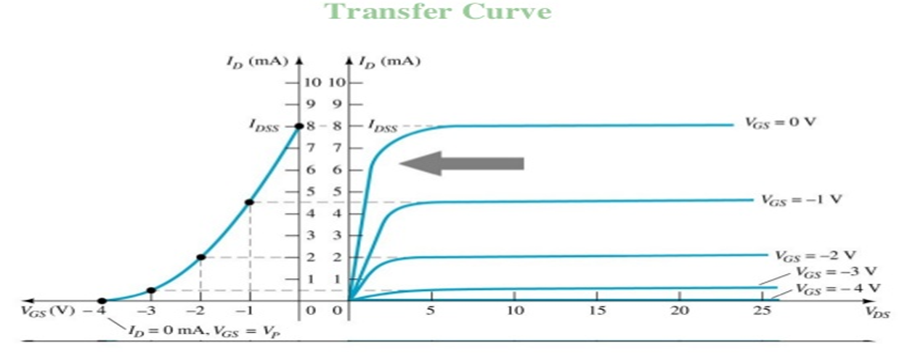 Transfer Curve
I_D (mA) I_D (mA)
10 10
9 9
I_DSS 8 8 I_DSS V_GS = 0 V
7 7
6 6
5 5
V_GS = –1 V
4 4
3 3
2 2 V_GS = –2 V
V_GS = –3 V
1 1
V_GS = –4 V
V_GS (V) –4 –3 –2 –1 0 0 5 10 15 20 25 V_DS
I_D = 0 mA, V_GS = V_P